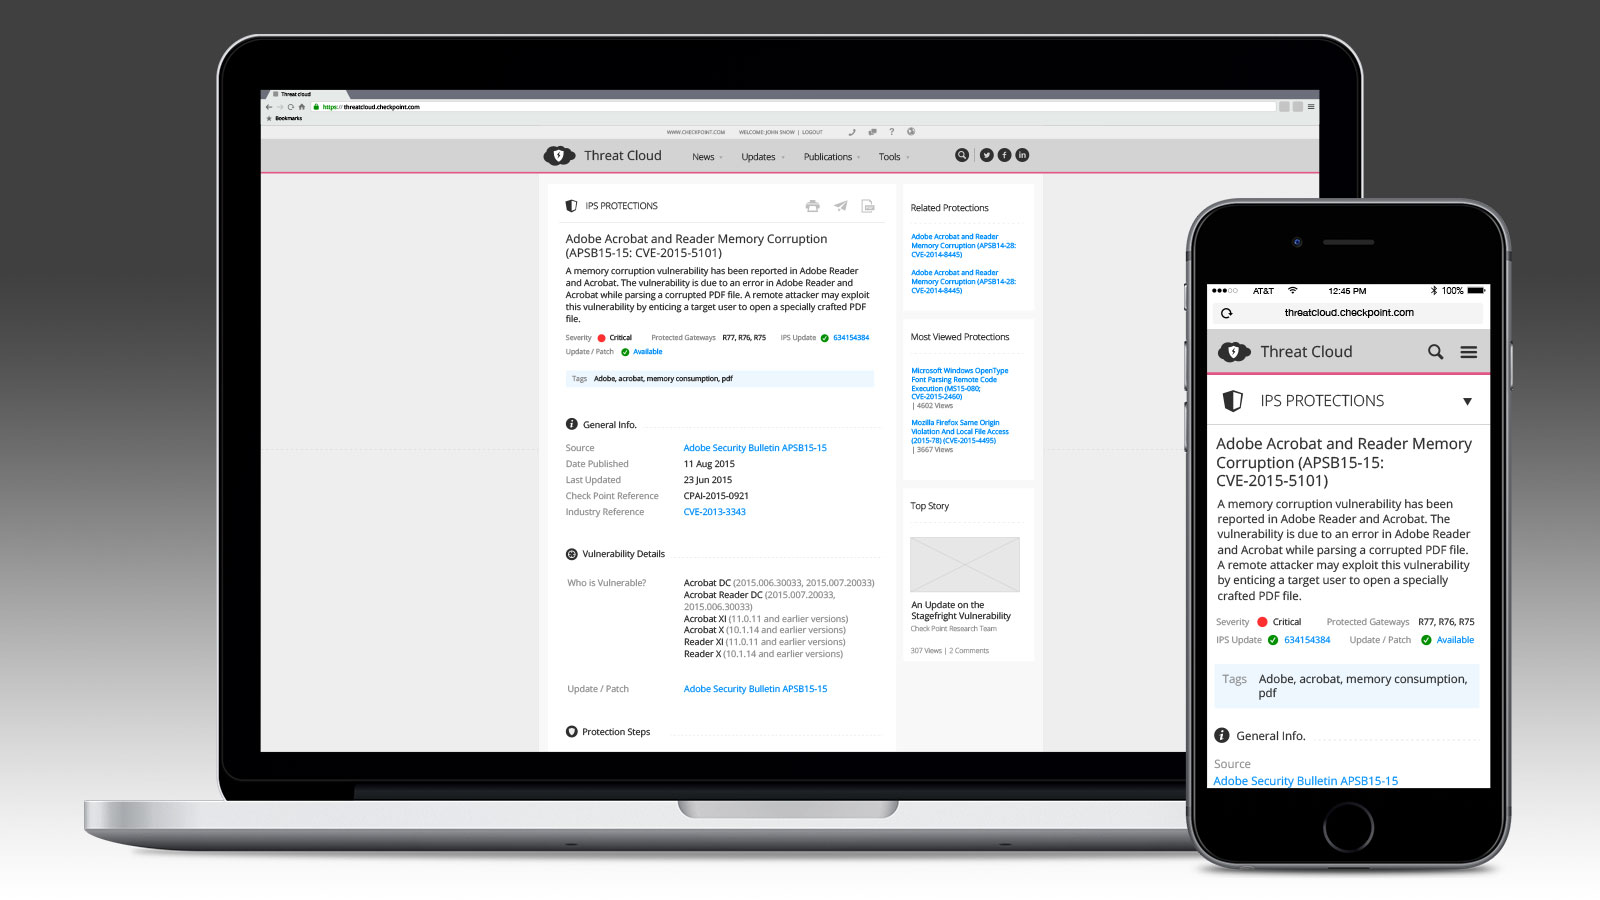 Threat cloud
https:// threatcloud.checkpoint.com
Bookmarks
WWW.CHECKPOINT.COM WELCOME: JOHN SNOW | LOGOUT ?
Threat Cloud News Updates Publications Tools
IPS PROTECTIONS
Adobe Acrobat and Reader Memory Corruption
(APSB15-15: CVE-2015-5101)
A memory corruption vulnerability has been reported in Adobe Reader
and Acrobat. The vulnerability is due to an error in Adobe Reader and
Acrobat while parsing a corrupted PDF file. A remote attacker may exploit
this vulnerability by enticing a target user to open a specially crafted PDF
file.
Severity Critical Protected Gateways R77, R76, R75 IPS Update 634154384
Update / Patch Available
Tags Adobe, acrobat, memory consumption, pdf
General Info.
Source Adobe Security Bulletin APSB15-15
Date Published 11 Aug 2015
Last Updated 23 Jun 2015
Check Point Reference CPAI-2015-0921
Industry Reference CVE-2013-3343
Vulnerability Details
Who is Vulnerable? Acrobat DC (2015.006.30033, 2015.007.20033)
Acrobat Reader DC (2015.007.20033,
2015.006.30033)
Acrobat XI (11.0.11 and earlier versions)
Acrobat X (10.1.14 and earlier versions)
Reader XI (11.0.11 and earlier versions)
Reader X (10.1.14 and earlier versions)
Update / Patch Adobe Security Bulletin APSB15-15
Protection Steps
Related Protections
Adobe Acrobat and Reader
Memory Corruption (APSB14-28:
CVE-2014-8445)
Adobe Acrobat and Reader
Memory Corruption (APSB14-28:
CVE-2014-8445)
Most Viewed Protections
Microsoft Windows OpenType
Font Parsing Remote Code
Execution (MS15-080;
CVE-2015-2460)
| 4602 Views
Mozilla Firefox Same Origin
Violation And Local File Access
(2015-78) (CVE-2015-4495)
| 3667 Views
Top Story
An Update on the
Stagefright Vulnerability
Check Point Research Team
307 Views | 2 Comments
AT&T 12:45 PM 100%
threatcloud.checkpoint.com
Threat Cloud
IPS PROTECTIONS
Adobe Acrobat and Reader Memory
Corruption (APSB15-15:
CVE-2015-5101)
A memory corruption vulnerability has been
reported in Adobe Reader and Acrobat. The
vulnerability is due to an error in Adobe Reader
and Acrobat while parsing a corrupted PDF file.
A remote attacker may exploit this vulnerability
by enticing a target user to open a specially
crafted PDF file.
Severity Critical Protected Gateways R77, R76, R75
IPS Update 634154384 Update / Patch Available
Tags Adobe, acrobat, memory consumption,
pdf
General Info.
Source
Adobe Security Bulletin APSB15-15